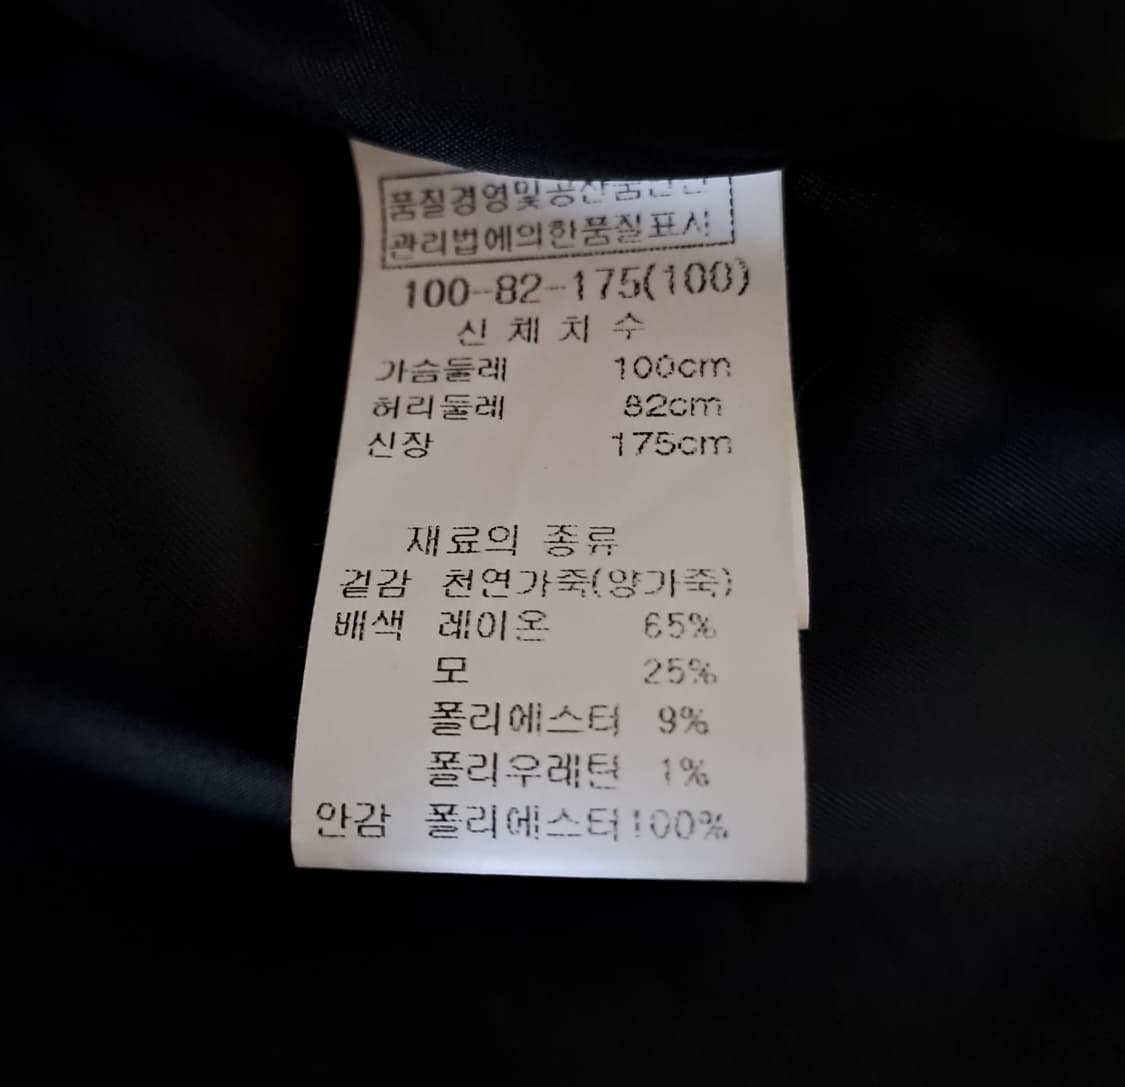 품질경영및공산품안전
관리법에의한품질표시
100-82-175(100)
신 체 치 수
가슴둘레 100cm
허리둘레 82cm
신장 175cm
재료의 종류
겉감 천연가죽(양가죽)
배색 레이온 65%
모 25%
폴리에스터 9%
폴리우레탄 1%
안감 폴리에스터100%